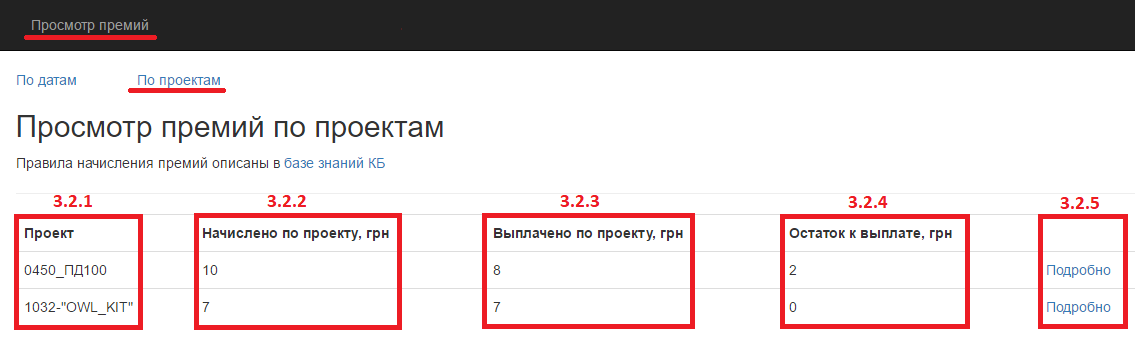 Просмотр премий
По датам По проектам
Просмотр премий по проектам
Правила начисления премий описаны в базе знаний КБ
3.2.1 3.2.2 3.2.3 3.2.4 3.2.5
Проект Начислено по проекту, грн Выплачено по проекту, грн Остаток к выплате, грн
0450_ПД100 10 8 2 Подробно
1032-"OWL_KIT" 7 7 0 Подробно